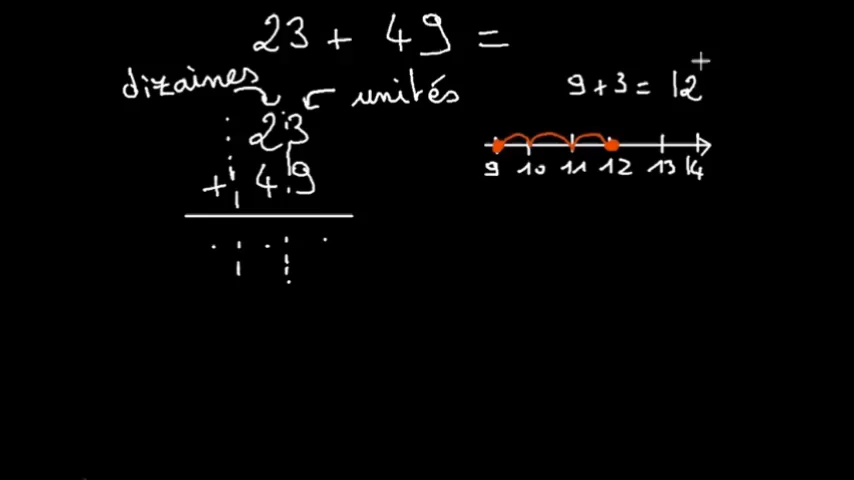 23 + 49 =
dizaines
unités
23
+ 49
9 + 3 = 12
9 10 11 12 13 14